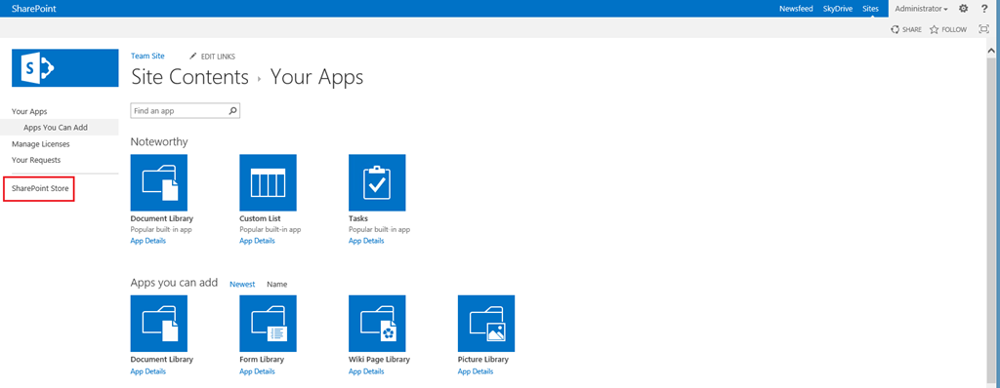 SharePoint
Newsfeed SkyDrive Sites Administrator ?
SHARE FOLLOW
S
Team Site EDIT LINKS
Site Contents › Your Apps
Find an app
Your Apps
Apps You Can Add
Manage Licenses
Your Requests
SharePoint Store
Noteworthy
Document Library Custom List Tasks
Popular built-in app Popular built-in app Popular built-in app
App Details App Details App Details
Apps you can add Newest Name
Document Library Form Library Wiki Page Library Picture Library
App Details App Details App Details App Details